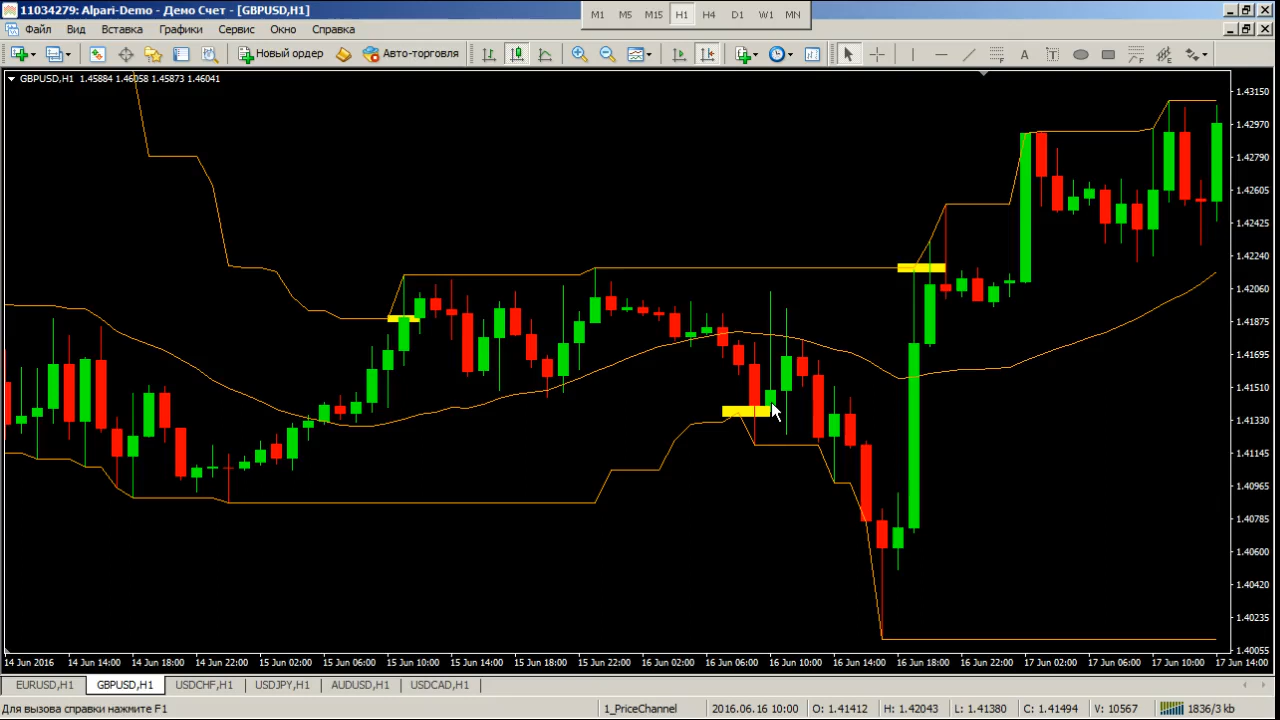 11034279: Alpari-Demo - Демо Счет - [GBPUSD,H1]
M1 M5 M15 H1 H4 D1 W1 MN
Файл Вид Вставка Графики Сервис Окно Справка
Новый ордер Авто-торговля
GBPUSD,H1 1.45884 1.46058 1.45873 1.46041
1.43150
1.42970
1.42790
1.42605
1.42425
1.42240
1.42060
1.41875
1.41695
1.41510
1.41330
1.41145
1.40965
1.40785
1.40600
1.40420
1.40235
1.40055
14 Jun 2016 14 Jun 14:00 14 Jun 18:00 14 Jun 22:00 15 Jun 02:00 15 Jun 06:00 15 Jun 10:00 15 Jun 14:00 15 Jun 18:00 15 Jun 22:00 16 Jun 02:00 16 Jun 06:00 16 Jun 10:00 16 Jun 14:00 16 Jun 18:00 16 Jun 22:00 17 Jun 02:00 17 Jun 06:00 17 Jun 10:00 17 Jun 14:00
EURUSD,H1 GBPUSD,H1 USDCHF,H1 USDJPY,H1 AUDUSD,H1 USDCAD,H1
Для вызова справки нажмите F1 1_PriceChannel 2016.06.16 10:00 O: 1.41412 H: 1.42043 L: 1.41380 C: 1.41494 V: 10567 1836/3 kb